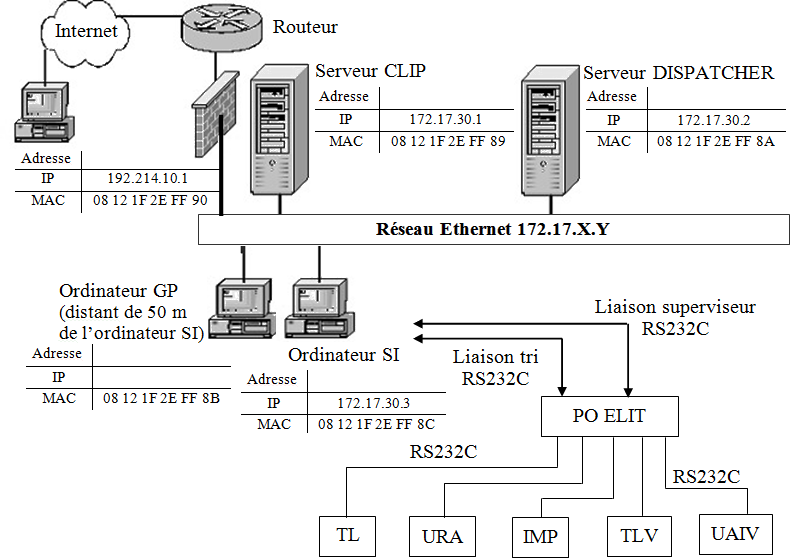 Internet
Routeur
Serveur CLIP
Adresse
IP 172.17.30.1
MAC 08 12 1F 2E FF 89
Serveur DISPATCHER
Adresse
IP 172.17.30.2
MAC 08 12 1F 2E FF 8A
Adresse
IP 192.214.10.1
MAC 08 12 1F 2E FF 90
Réseau Ethernet 172.17.X.Y
Ordinateur GP
(distant de 50 m
de l’ordinateur SI)
Adresse
IP
MAC 08 12 1F 2E FF 8B
Ordinateur SI
Adresse
IP 172.17.30.3
MAC 08 12 1F 2E FF 8C
Liaison superviseur
RS232C
Liaison tri
RS232C
PO ELIT
RS232C
RS232C
TL
URA
IMP
TLV
UAIV